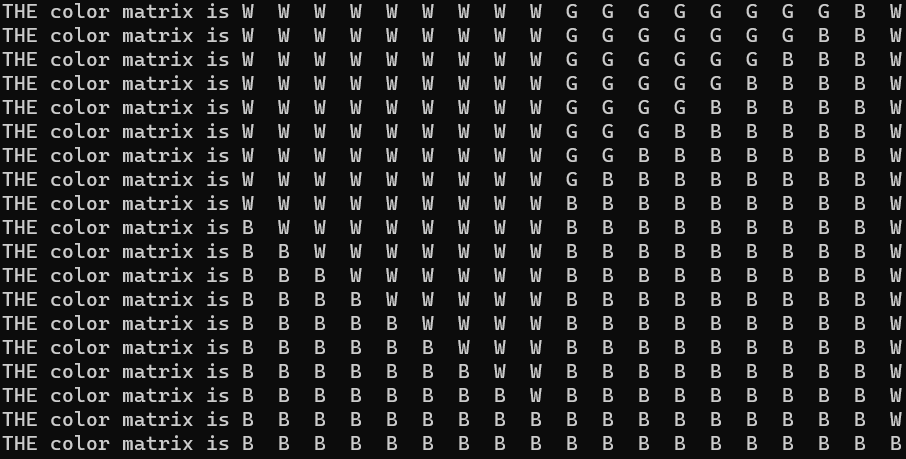 THE color matrix is W  W  W  W  W  W  W  W  W  G  G  G  G  G  G  G  G  B  W
THE color matrix is W  W  W  W  W  W  W  W  W  G  G  G  G  G  G  G  B  B  W
THE color matrix is W  W  W  W  W  W  W  W  W  G  G  G  G  G  G  B  B  B  W
THE color matrix is W  W  W  W  W  W  W  W  W  G  G  G  G  G  B  B  B  B  W
THE color matrix is W  W  W  W  W  W  W  W  W  G  G  G  G  B  B  B  B  B  W
THE color matrix is W  W  W  W  W  W  W  W  W  G  G  G  B  B  B  B  B  B  W
THE color matrix is W  W  W  W  W  W  W  W  W  G  G  B  B  B  B  B  B  B  W
THE color matrix is W  W  W  W  W  W  W  W  W  G  B  B  B  B  B  B  B  B  W
THE color matrix is W  W  W  W  W  W  W  W  W  B  B  B  B  B  B  B  B  B  W
THE color matrix is B  W  W  W  W  W  W  W  W  B  B  B  B  B  B  B  B  B  W
THE color matrix is B  B  W  W  W  W  W  W  W  B  B  B  B  B  B  B  B  B  W
THE color matrix is B  B  B  W  W  W  W  W  W  B  B  B  B  B  B  B  B  B  W
THE color matrix is B  B  B  B  W  W  W  W  W  B  B  B  B  B  B  B  B  B  W
THE color matrix is B  B  B  B  B  W  W  W  W  B  B  B  B  B  B  B  B  B  W
THE color matrix is B  B  B  B  B  B  W  W  W  B  B  B  B  B  B  B  B  B  W
THE color matrix is B  B  B  B  B  B  B  W  W  B  B  B  B  B  B  B  B  B  W
THE color matrix is B  B  B  B  B  B  B  B  W  B  B  B  B  B  B  B  B  B  W
THE color matrix is B  B  B  B  B  B  B  B  B  B  B  B  B  B  B  B  B  B  W
THE color matrix is B  B  B  B  B  B  B  B  B  B  B  B  B  B  B  B  B  B  B